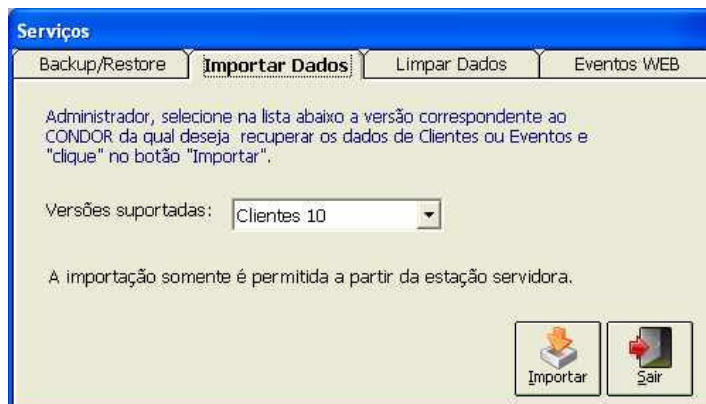 Serviços
Backup/Restore Importar Dados Limpar Dados Eventos WEB
Administrador, selecione na lista abaixo a versão correspondente ao
CONDOR da qual deseja recuperar os dados de Clientes ou Eventos e
"clique" no botão "Importar".
Versões suportadas: Clientes 10
A importação somente é permitida a partir da estação servidora.
Importar Sair